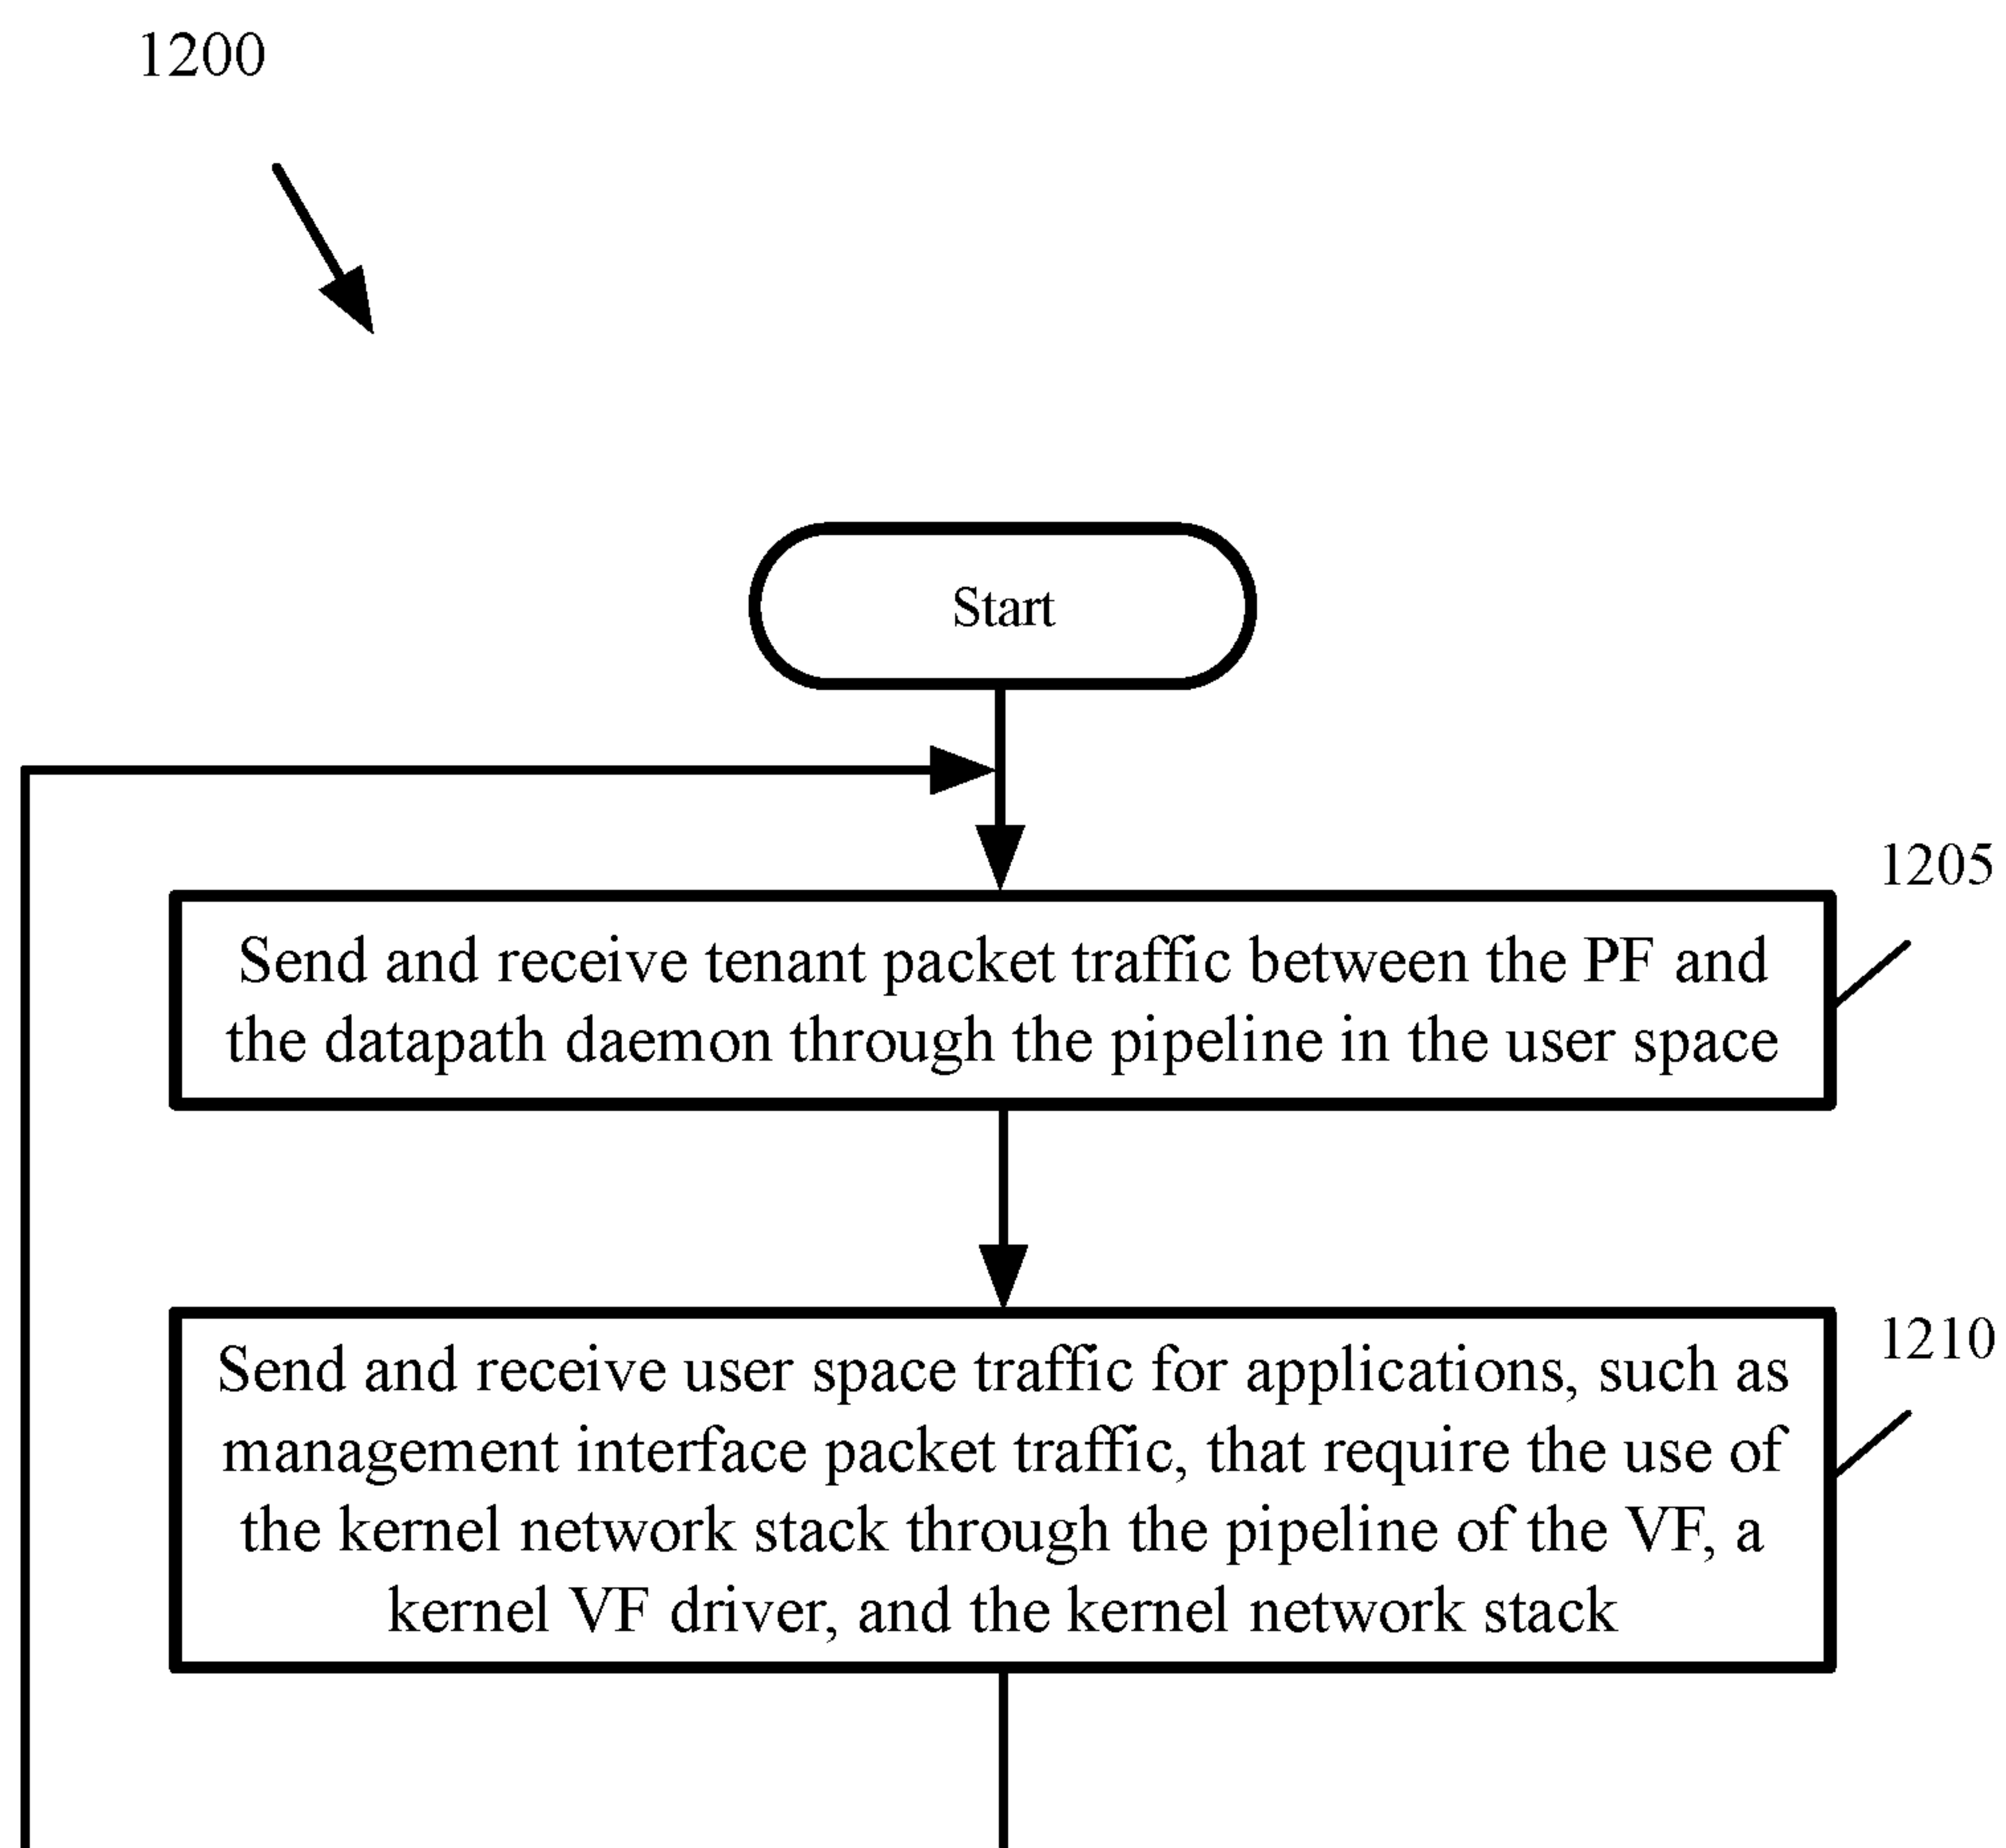 1200
Start
1205
Send and receive tenant packet traffic between the PF and
the datapath daemon through the pipeline in the user space
1210
Send and receive user space traffic for applications, such as
management interface packet traffic, that require the use of
the kernel network stack through the pipeline of the VF, a
kernel VF driver, and the kernel network stack